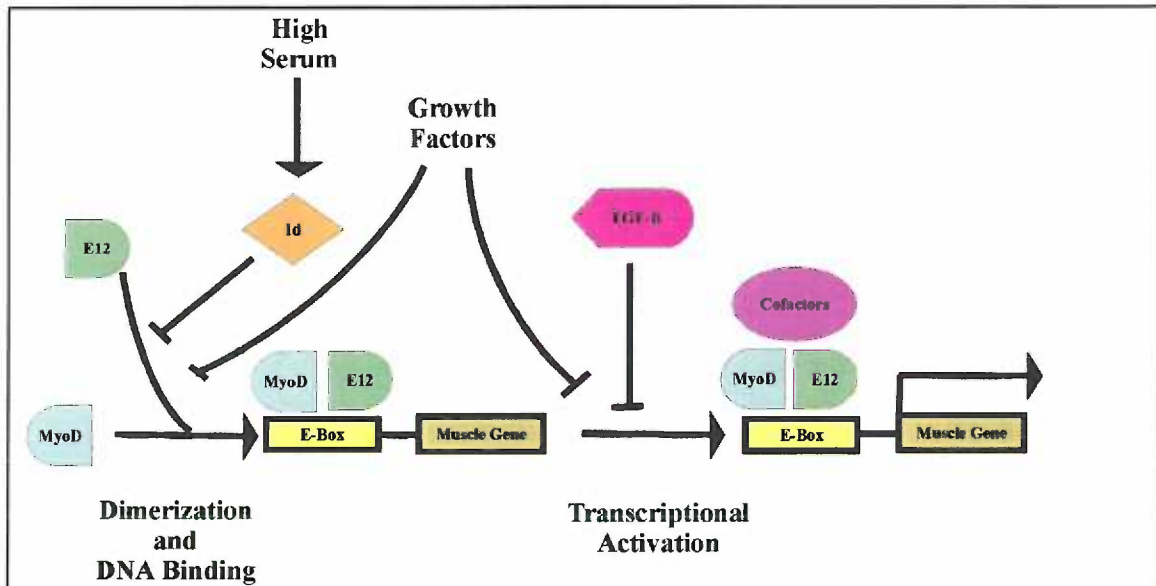 High
Serum
Growth
Factors
Id
TGF-B
E12
Cofactors
MyoD
E12
MyoD
E12
MyoD
E-Box
Muscle Gene
E-Box
Muscle Gene
Dimerization
and
DNA Binding
Transcriptional
Activation